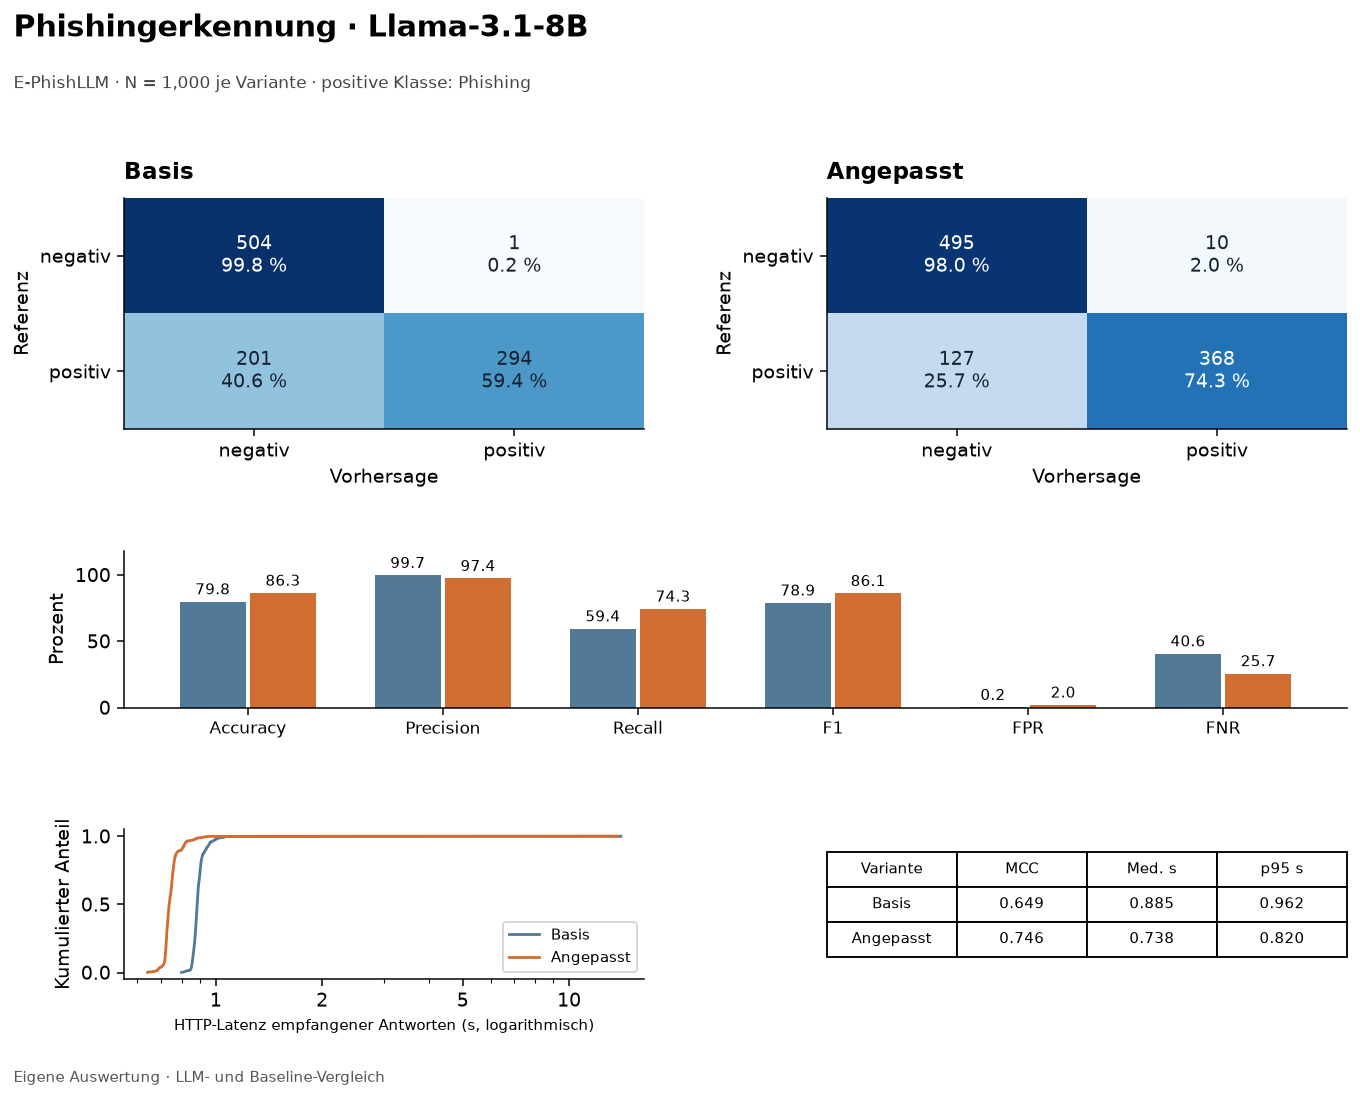 Phishingerkennung · Llama-3.1-8B
E-PhishLLM · N = 1,000 je Variante · positive Klasse: Phishing
Basis
Referenz
negativ
504
99.8 %
1
0.2 %
positiv
201
40.6 %
294
59.4 %
negativ
positiv
Vorhersage
Angepasst
Referenz
negativ
495
98.0 %
10
2.0 %
positiv
127
25.7 %
368
74.3 %
negativ
positiv
Vorhersage
Prozent
100
50
0
79.8
86.3
99.7
97.4
59.4
74.3
78.9
86.1
0.2
2.0
40.6
25.7
Accuracy
Precision
Recall
F1
FPR
FNR
Kumulierter Anteil
1.0
0.5
0.0
Basis
Angepasst
1
2
5
10
HTTP-Latenz empfangener Antworten (s, logarithmisch)
Variante MCC Med. s p95 s
Basis 0.649 0.885 0.962
Angepasst 0.746 0.738 0.820
Eigene Auswertung · LLM- und Baseline-Vergleich